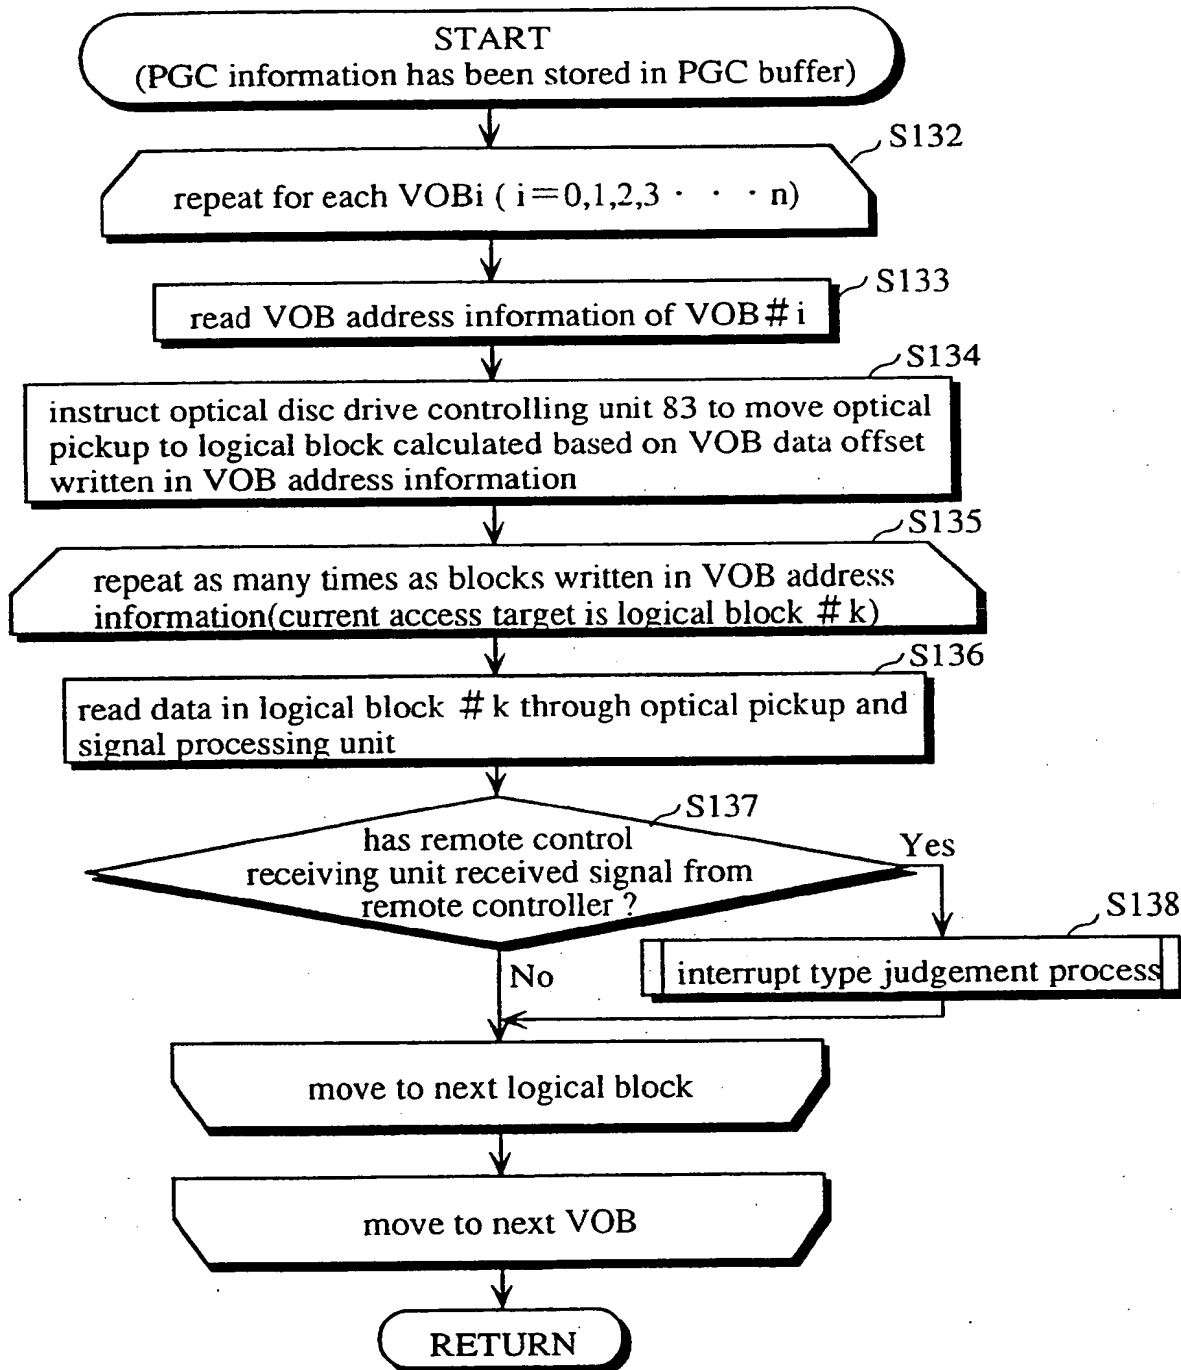 START
(PGC information has been stored in PGC buffer)
S132
repeat for each VOBi ( i=0,1,2,3 · · · n)
S133
read VOB address information of VOB # i
S134
instruct optical disc drive controlling unit 83 to move optical
pickup to logical block calculated based on VOB data offset
written in VOB address information
S135
repeat as many times as blocks written in VOB address
information(current access target is logical block # k)
S136
read data in logical block # k through optical pickup and
signal processing unit
S137
has remote control
receiving unit received signal from
remote controller ?
Yes
S138
interrupt type judgement process
No
move to next logical block
move to next VOB
RETURN